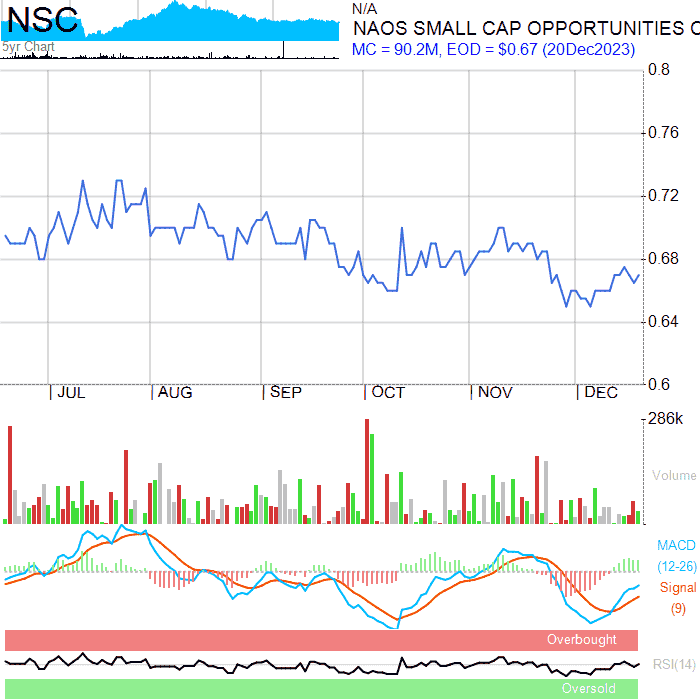 NSC
5yr Chart
N/A
NAOS SMALL CAP OPPORTUNITIES C
MC = 90.2M, EOD = $0.67 (20Dec2023)
0.8
0.76
0.72
0.68
0.64
0.6
JUL AUG SEP OCT NOV DEC
286k
Volume
MACD
(12-26)
Signal
(9)
Overbought
RSI(14)
Oversold